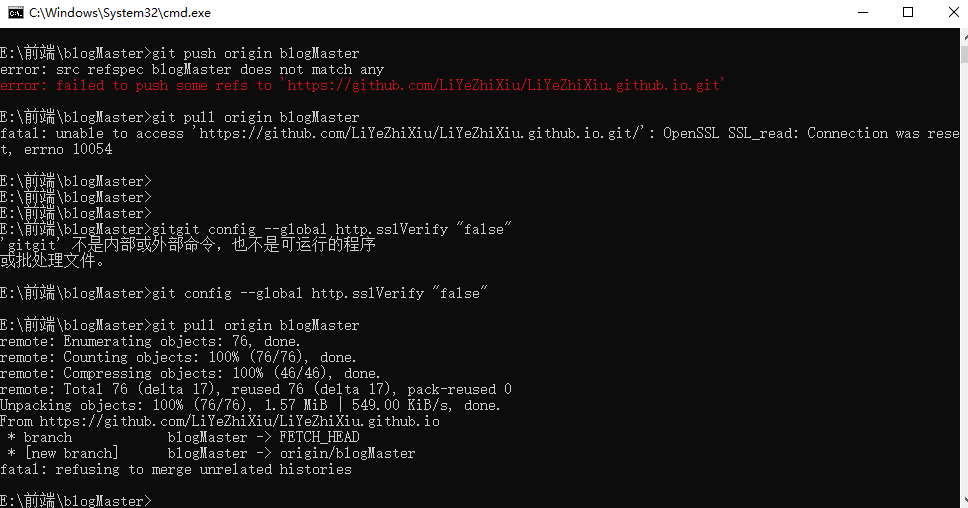 C:\Windows\System32\cmd.exe
E:\前端\blogMaster>git push origin blogMaster
error: src refspec blogMaster does not match any
error: failed to push some refs to 'https://github.com/LiYeZhiXiu/LiYeZhiXiu.github.io.git'
E:\前端\blogMaster>git pull origin blogMaster
fatal: unable to access 'https://github.com/LiYeZhiXiu/LiYeZhiXiu.github.io.git/': OpenSSL SSL_read: Connection was rese
t, errno 10054
E:\前端\blogMaster>
E:\前端\blogMaster>
E:\前端\blogMaster>
E:\前端\blogMaster>gitgit config --global http.sslVerify "false"
'gitgit' 不是内部或外部命令，也不是可运行的程序
或批处理文件。
E:\前端\blogMaster>git config --global http.sslVerify "false"
E:\前端\blogMaster>git pull origin blogMaster
remote: Enumerating objects: 76, done.
remote: Counting objects: 100% (76/76), done.
remote: Compressing objects: 100% (46/46), done.
remote: Total 76 (delta 17), reused 76 (delta 17), pack-reused 0
Unpacking objects: 100% (76/76), 1.57 MiB | 549.00 KiB/s, done.
From https://github.com/LiYeZhiXiu/LiYeZhiXiu.github.io
 * branch            blogMaster -> FETCH_HEAD
 * [new branch]      blogMaster -> origin/blogMaster
fatal: refusing to merge unrelated histories
E:\前端\blogMaster>